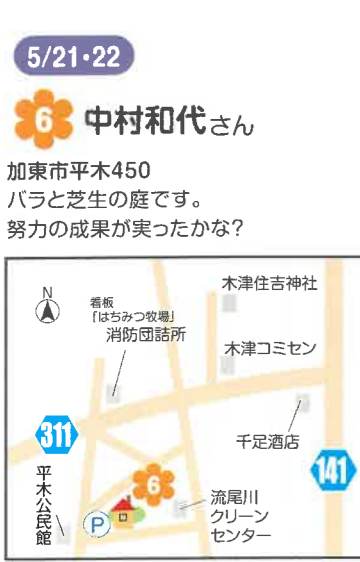 5/21・22
6 中村和代さん
加東市平木450
バラと芝生の庭です。
努力の成果が実ったかな?
木津住吉神社
N
看板
「はちみつ牧場」
消防団詰所
木津コミセン
311
千足酒店
141
平木公民館
6
P
流尾川
クリーン
センター